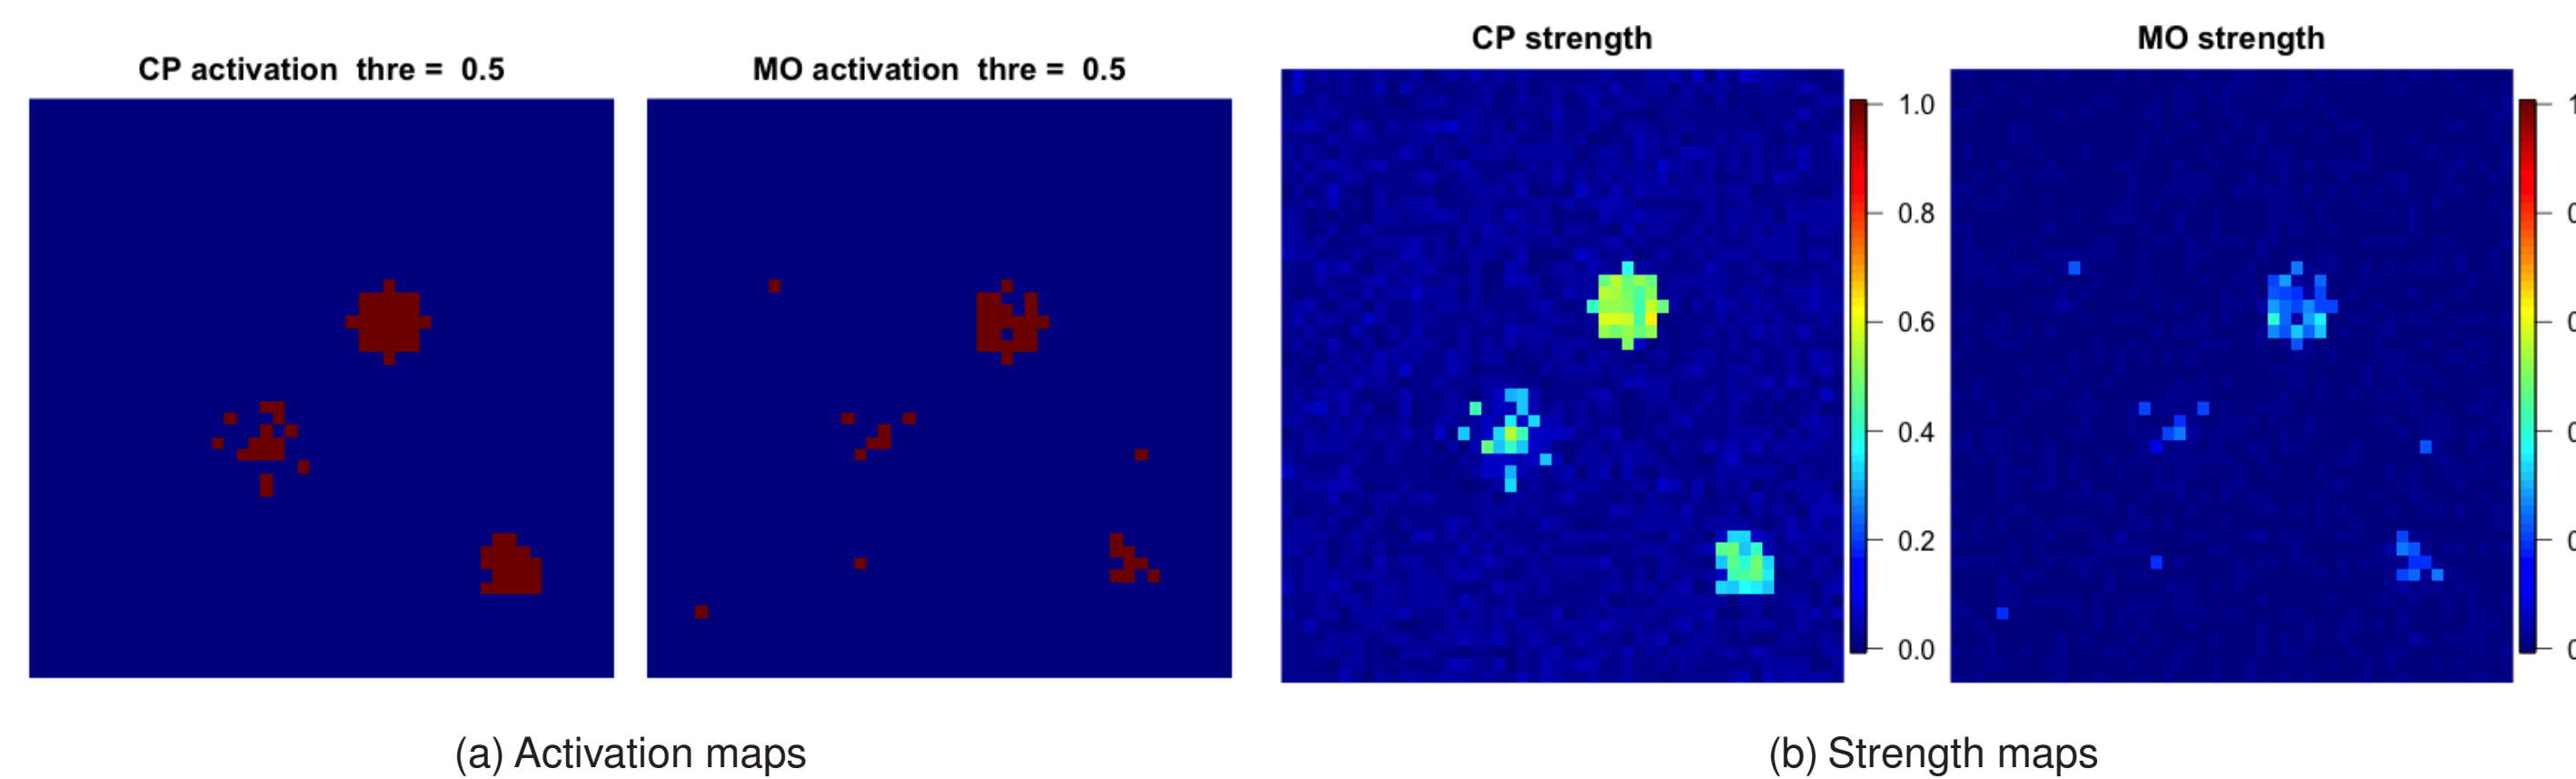 CP activation thre = 0.5
MO activation thre = 0.5
CP strength
MO strength
1.0
0.8
0.6
0.4
0.2
0.0
(a) Activation maps
(b) Strength maps